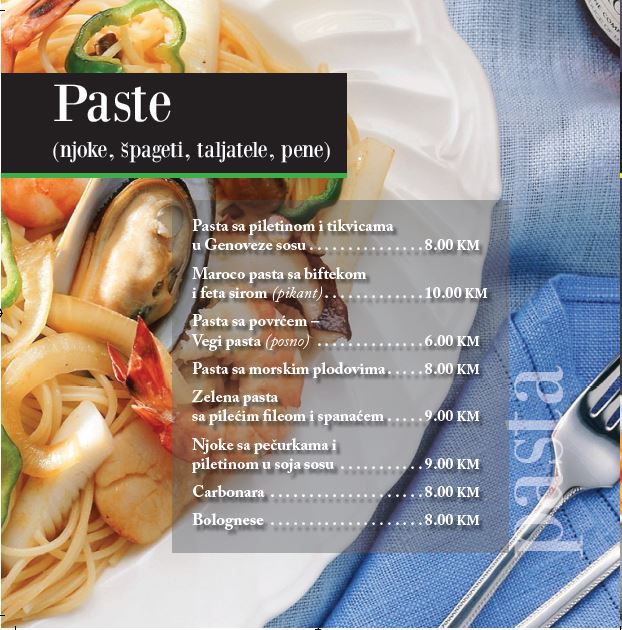 Paste
(njoke, špageti, taljatele, pene)
Pasta sa piletinom i tikvicama
u Genoveze sosu...............8.00 KM
Maroco pasta sa biftekom
i feta sirom (pikant).............10.00 KM
Pasta sa povrćem –
Vegi pasta (posno) ..............6.00 KM
Pasta sa morskim plodovima.....8.00 KM
Zelena pasta
sa pilećim fileom i spanaćem.....9.00 KM
Njoke sa pečurkama i
piletinom u soja sosu ...........9.00 KM
Carbonara ....................8.00 KM
Bolognese ....................8.00 KM
pasta